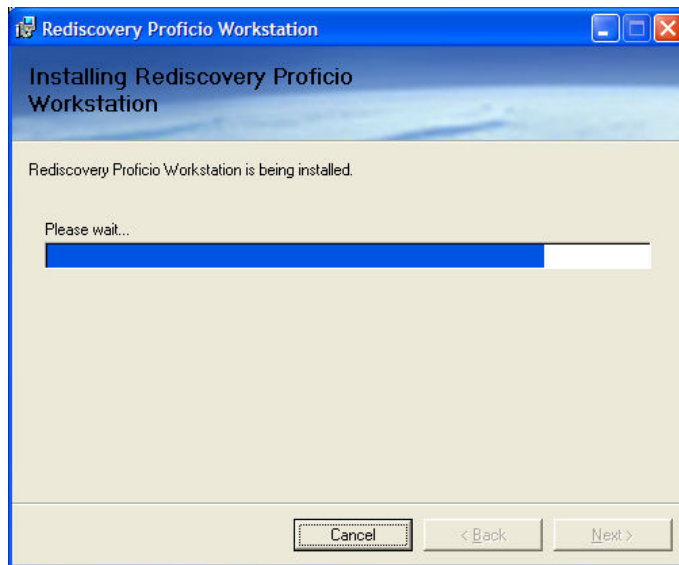 Rediscovery Proficio Workstation
Installing Rediscovery Proficio
Workstation
Rediscovery Proficio Workstation is being installed.
Please wait...
Cancel
< Back
Next >